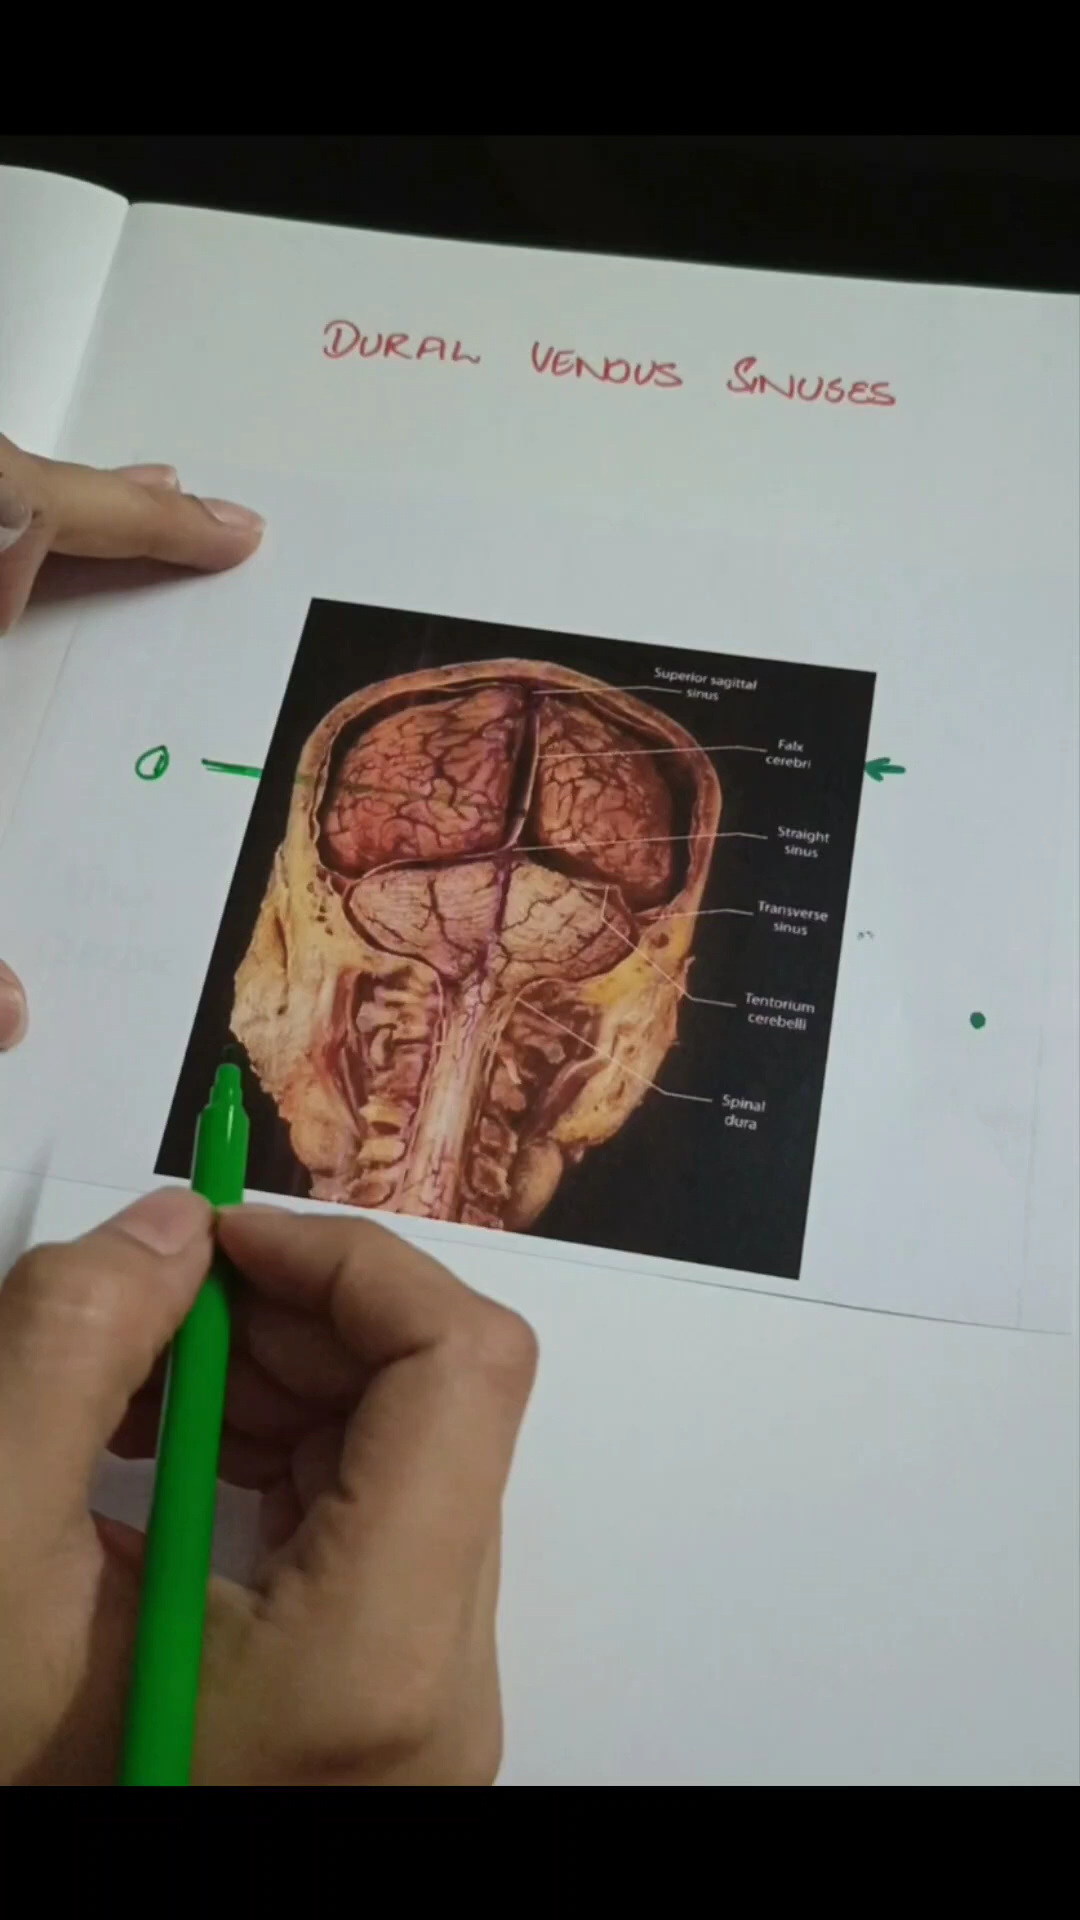 DURAL VENOUS SINUSES
Superior sagittal
sinus
Falx
cerebri
Straight
sinus
Transverse
sinus
Tentorium
cerebelli
Spinal
dura